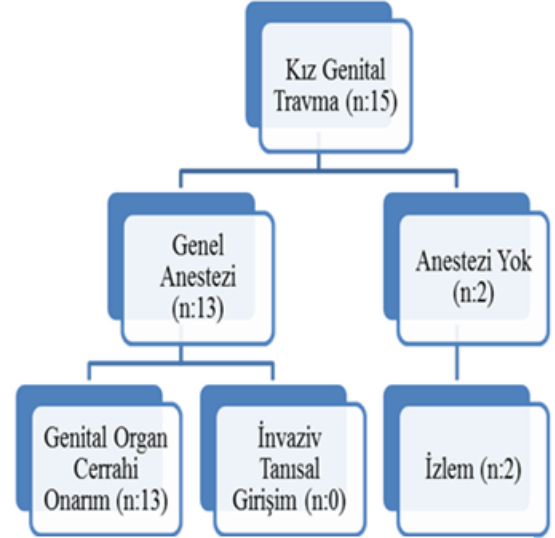 Kız Genital
Travma (n:15)
Genel
Anestezi
(n:13)
Anestezi Yok
(n:2)
Genital Organ
Cerrahi
Onarım (n:13)
İnvaziv
Tanısal
Girişim (n:0)
İzlem (n:2)